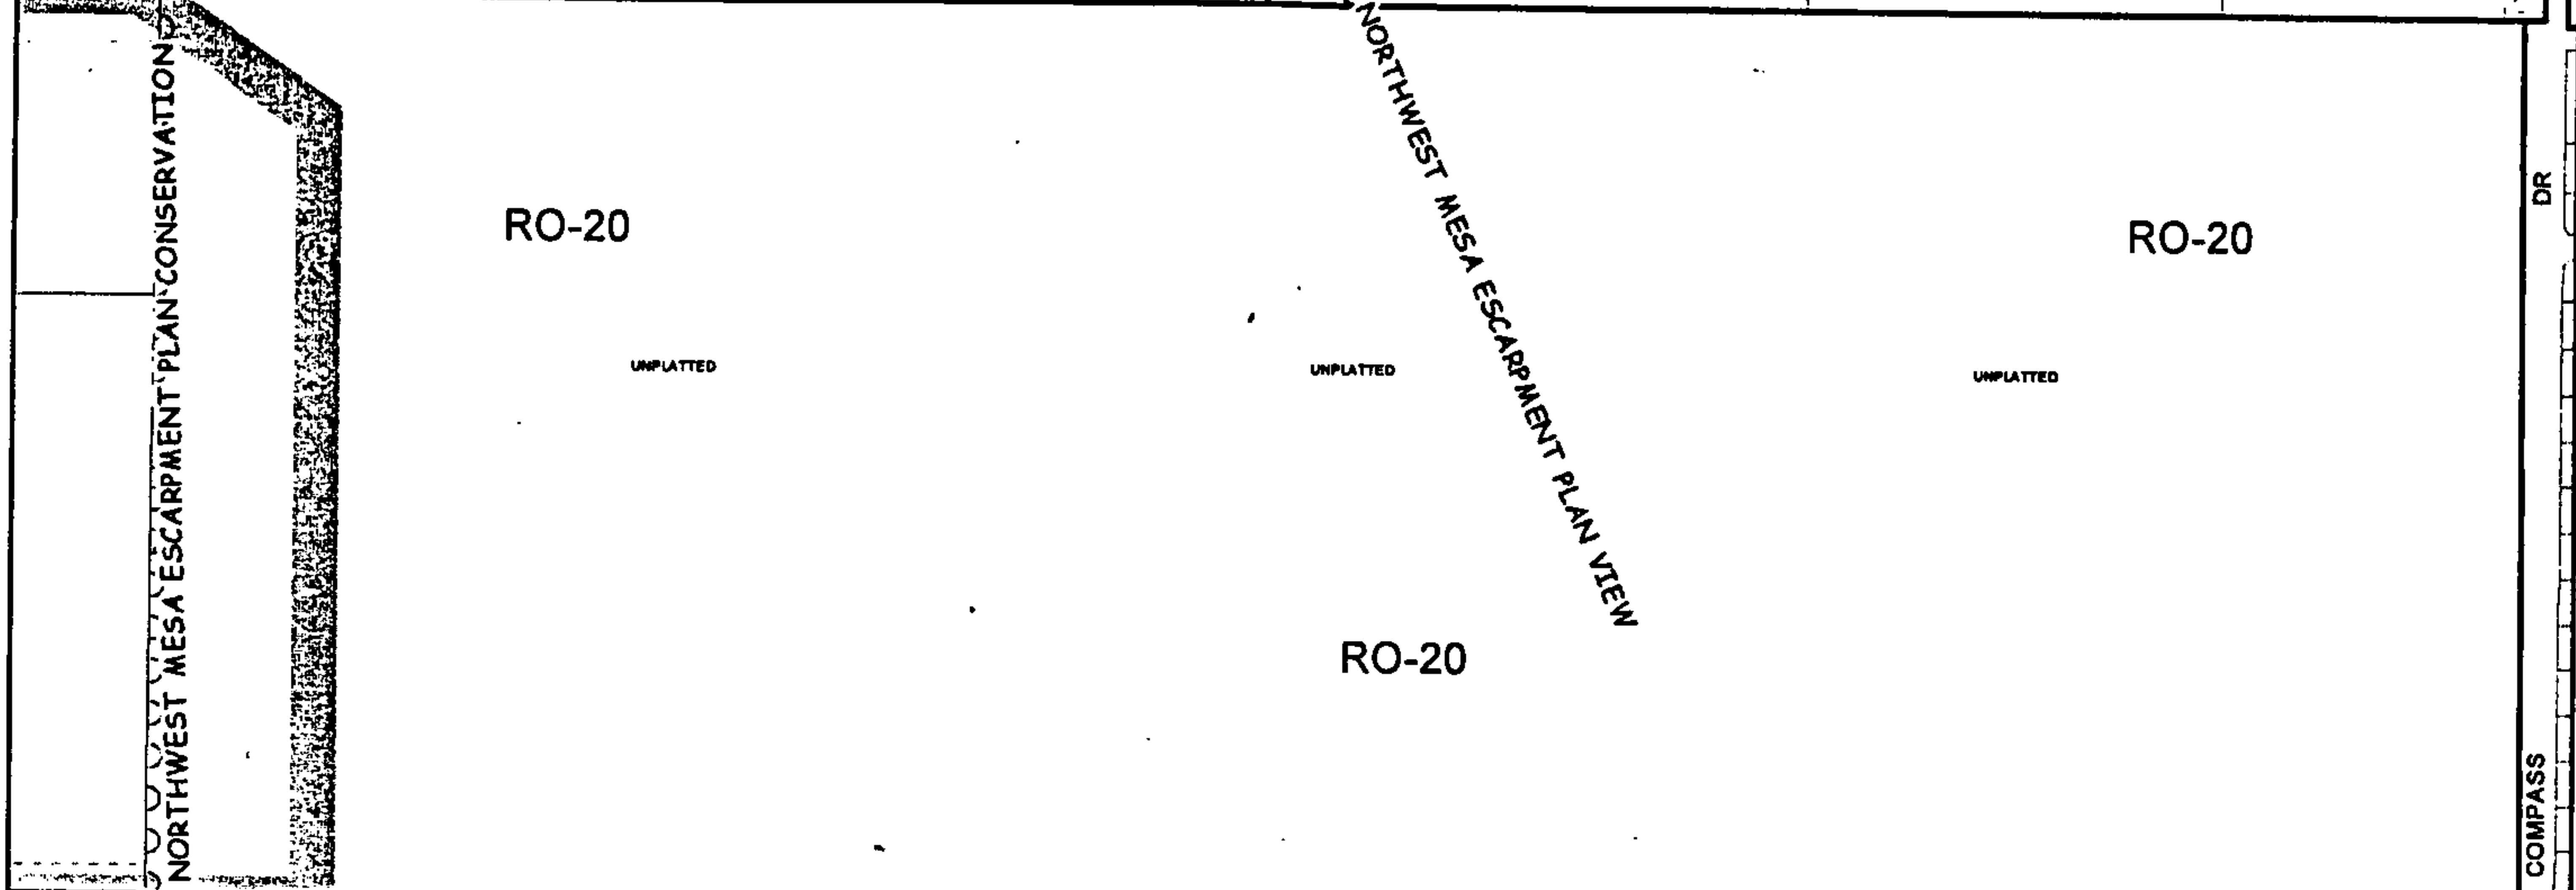 NORTHWEST MESA ESCARPMENT PLAN CONSERVATION
RO-20
NORTHWEST MESA ESCARPMENT PLAN VIEW
RO-20
DR
UNPLATTED
UNPLATTED
UNPLATTED
RO-20
COMPASS